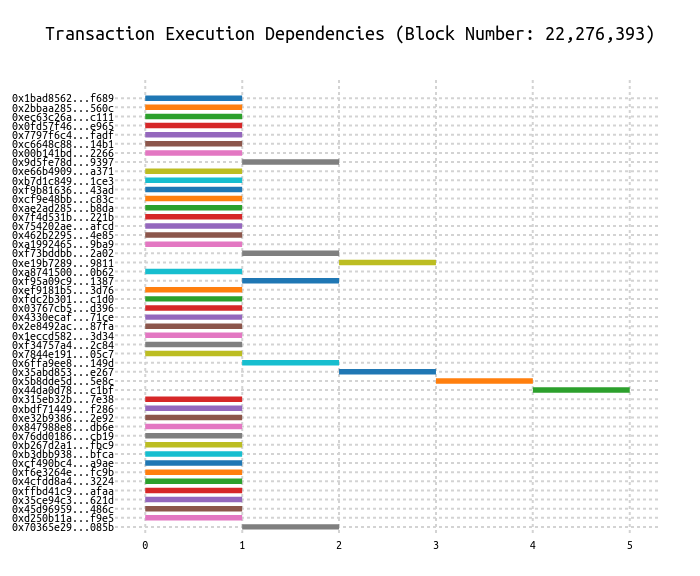 Transaction Execution Dependencies (Block Number: 22,276,393)
0x1bad8562...f689
0x2bbaa285...560c
0xec63c26a...c111
0x0fd57f46...e965
0x7797f6c4...fadf
0xc6648c88...14b1
0x00b141bd...2266
0x9d5fe78d...9397
0xe66b4909...a371
0xb7d1c849...1ce3
0xf9b81636...43ad
0xcf9e48bb...c83c
0xae2ad285...b8da
0x7f4d531b...221b
0x754202ae...afcd
0x462b2295...4e85
0xa1992465...9ba9
0xf73bddbb...2a02
0xe19b7289...9811
0xa8741500...0b62
0xf95a09c9...1387
0xef9181b5...3d76
0xfdc2b301...c1d0
0x03767cb5...d396
0x4330ecaf...71ce
0x2e8492ac...87fa
0x1eccd582...3d34
0xf34757a4...2c84
0x7844e191...05c7
0x6ffa9ee8...149d
0x35abd853...e267
0x5b8dde5d...5e8c
0x44da0d78...c1bf
0x315eb32b...7e38
0xbdf71449...f286
0xe32b9386...2e92
0x847988e8...db6e
0x76dd0186...cb19
0xb267d2a1...fbc9
0xb3dbb938...bfca
0xcf490bc4...a9ae
0xf6e3264e...fc9b
0x4cfdd8a4...3224
0xffbd41c9...afaa
0x35ce94c3...621d
0x45d96959...486c
0xd250b11a...f9e5
0x70365e29...085b
0 1 2 3 4 5